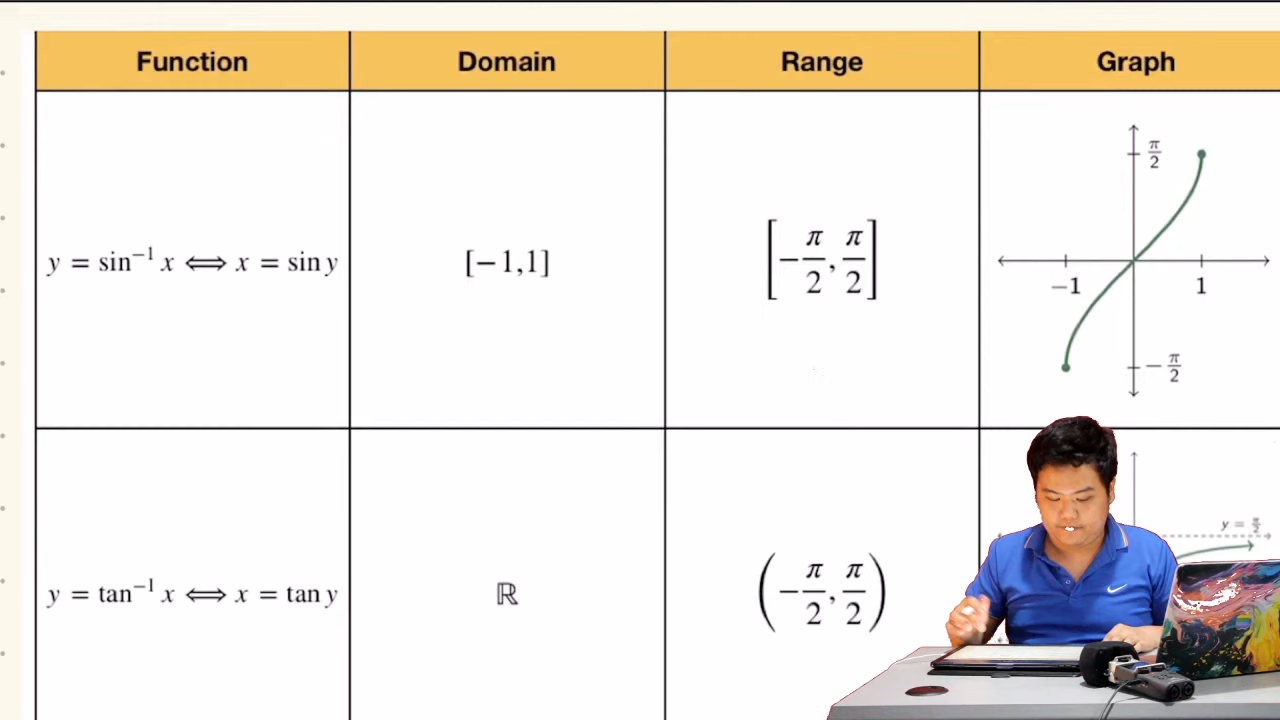 Function Domain Range Graph
y = sin⁻¹ x ⟺ x = sin y [−1,1] [−π/2, π/2]
π/2
−1 1
−π/2
y = tan⁻¹ x ⟺ x = tan y ℝ (−π/2, π/2)
y = π/2